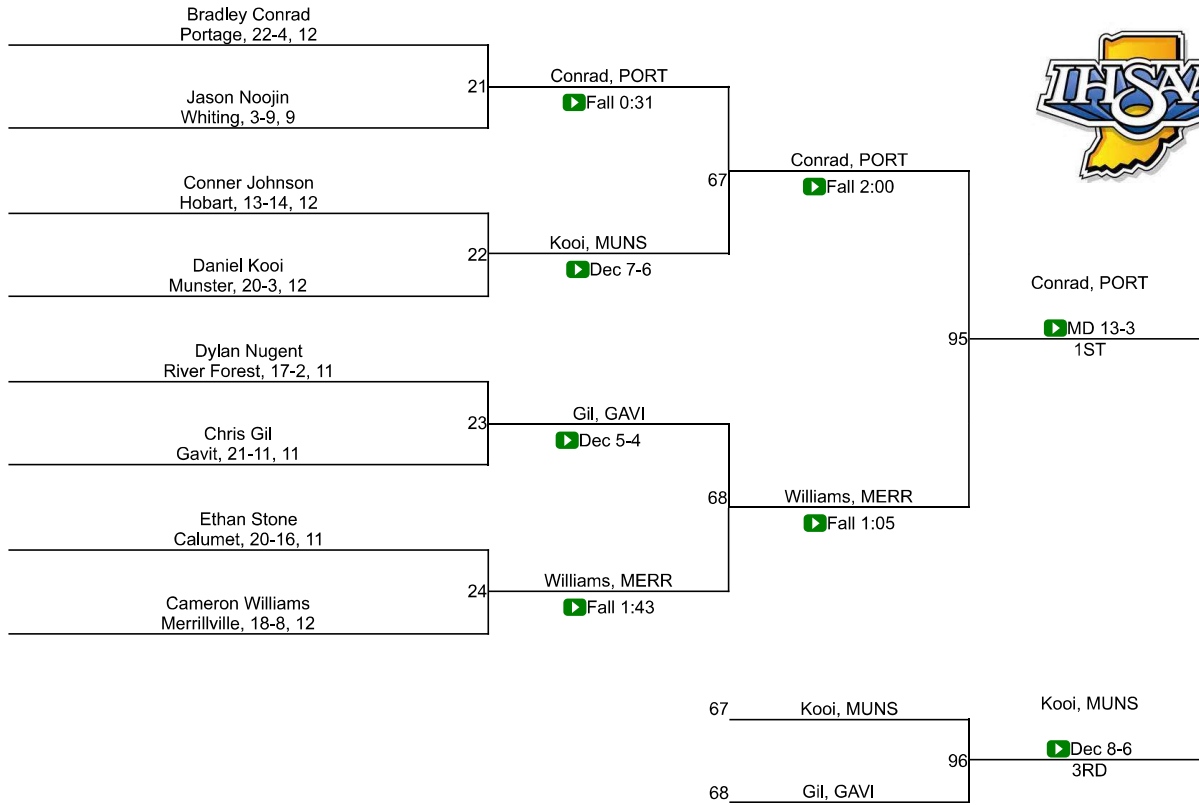 Bradley Conrad
Portage, 22-4, 12
21
Jason Noojin
Whiting, 3-9, 9
Conner Johnson
Hobart, 13-14, 12
22
Daniel Kooi
Munster, 20-3, 12
Dylan Nugent
River Forest, 17-2, 11
23
Chris Gil
Gavit, 21-11, 11
Ethan Stone
Calumet, 20-16, 11
24
Cameron Williams
Merrillville, 18-8, 12
Conrad, PORT
Fall 0:31
67
Kooi, MUNS
Dec 7-6
Gil, GAVI
Dec 5-4
68
Williams, MERR
Fall 1:43
Conrad, PORT
Fall 2:00
95
Williams, MERR
Fall 1:05
IHSAA
Conrad, PORT
MD 13-3
1ST
67
Kooi, MUNS
96
68
Gil, GAVI
Kooi, MUNS
Dec 8-6
3RD